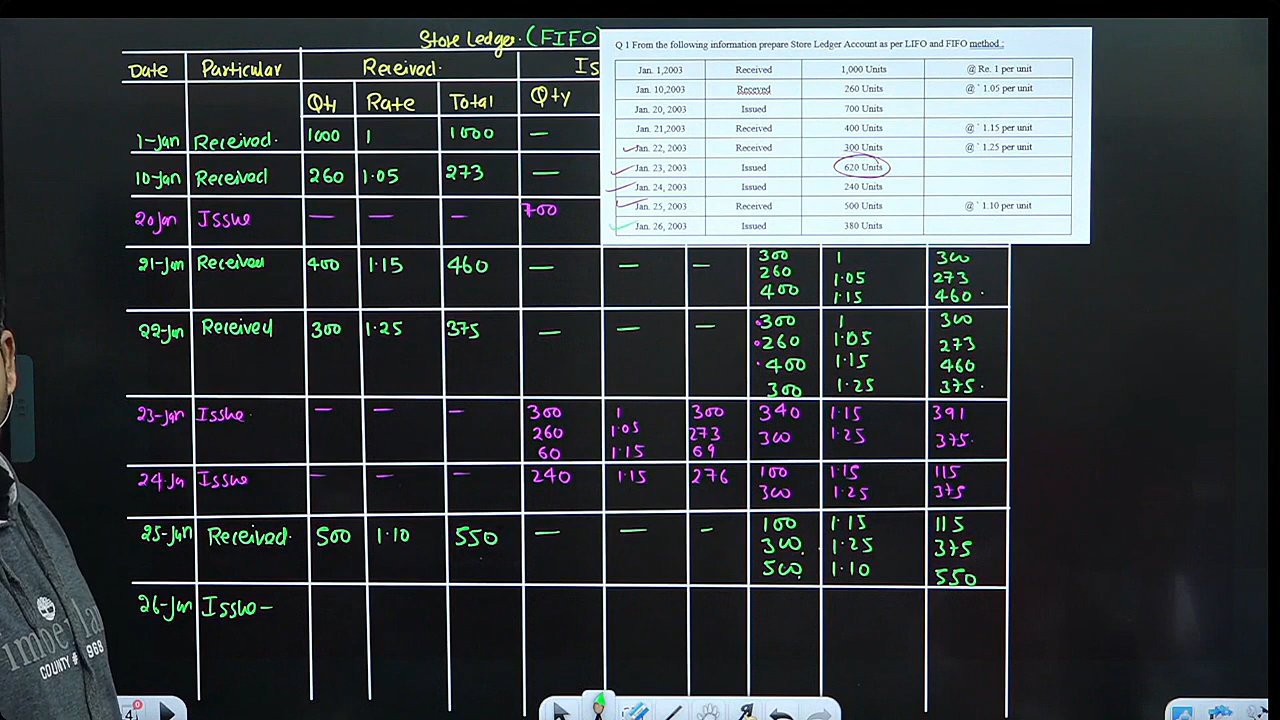 Store Ledger. (FIFO)
Q 1 From the following information prepare Store Ledger Account as per LIFO and FIFO method :
Jan. 1,2003 Received 1,000 Units @ Re. 1 per unit
Jan. 10,2003 Receved 260 Units @ ` 1.05 per unit
Jan. 20, 2003 Issued 700 Units
Jan. 21,2003 Received 400 Units @ ` 1.15 per unit
Jan. 22, 2003 Received 300 Units @ ` 1.25 per unit
Jan. 23, 2003 Issued 620 Units
Jan. 24, 2003 Issued 240 Units
Jan. 25, 2003 Received 500 Units @ ` 1.10 per unit
Jan. 26, 2003 Issued 380 Units
Date Particular Received. Is
Qty Rate Total Qty
1-Jan Received. 1000 1 1000 —
10-Jan Received 260 1.05 273 —
20 Jan Issue — — — 700
21-Jan Received 400 1.15 460 — — — 300 1 300
260 1.05 273
400 1.15 460.
22-Jan Received 300 1.25 375 — — — 300 1 300
260 1.05 273
400 1.15 460
300 1.25 375.
23-Jan Issue. — — — 300 1 300 340 1.15 391
260 1.05 273 300 1.25 375.
60 1.15 69
24-Ja Issue — — — 240 1.15 276 100 1.15 115
300 1.25 375
25-Jan Received. 500 1.10 550 — — — 100 1.15 115
300. 1.25 375
500. 1.10 550
26-Jan Issue -
COUNTY # 968
4
0